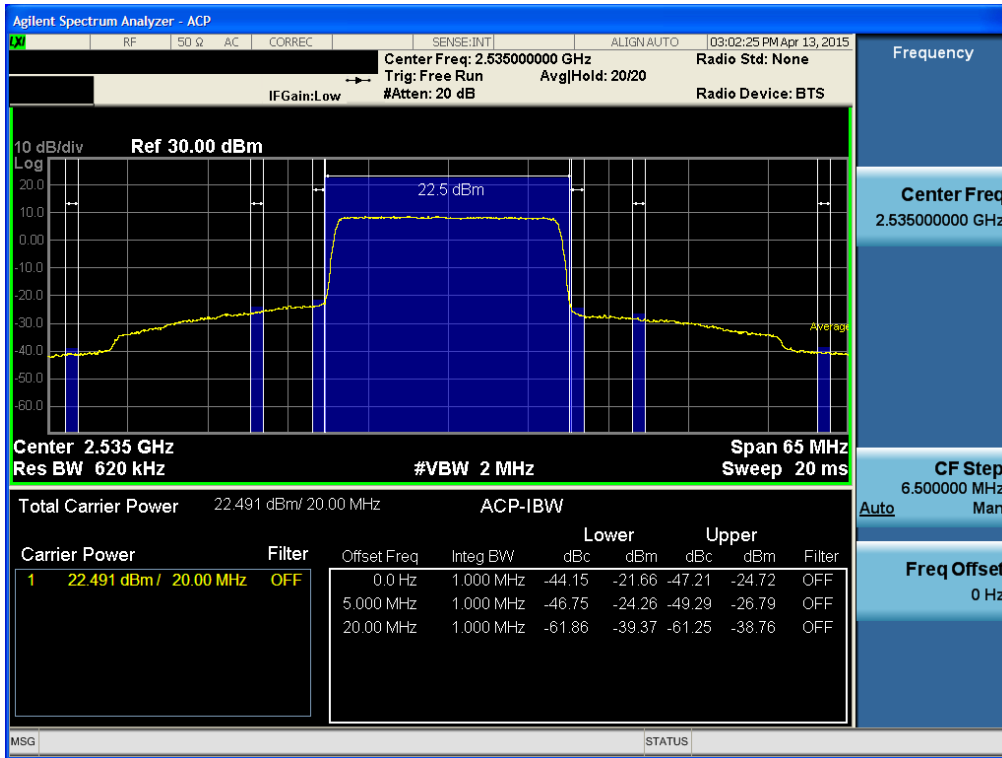 Agilent Spectrum Analyzer - ACP
LXI RF 50 Ω AC CORREC SENSE:INT ALIGN AUTO 03:02:25 PM Apr 13, 2015
Center Freq: 2.535000000 GHz Radio Std: None
Trig: Free Run Avg|Hold: 20/20
IFGain:Low #Atten: 20 dB Radio Device: BTS
10 dB/div Ref 30.00 dBm
Log
20.0
22.5 dBm
10.0
0.00
-10.0
-20.0
-30.0
Average
-40.0
-50.0
-60.0
Center 2.535 GHz Span 65 MHz
Res BW 620 kHz #VBW 2 MHz Sweep 20 ms
Total Carrier Power 22.491 dBm/ 20.00 MHz ACP-IBW
Lower Upper
Carrier Power Filter Offset Freq Integ BW dBc dBm dBc dBm Filter
1 22.491 dBm / 20.00 MHz OFF 0.0 Hz 1.000 MHz -44.15 -21.66 -47.21 -24.72 OFF
5.000 MHz 1.000 MHz -46.75 -24.26 -49.29 -26.79 OFF
20.00 MHz 1.000 MHz -61.86 -39.37 -61.25 -38.76 OFF
MSG STATUS
Frequency
Center Freq
2.535000000 GHz
CF Step
6.500000 MHz
Auto Man
Freq Offset
0 Hz